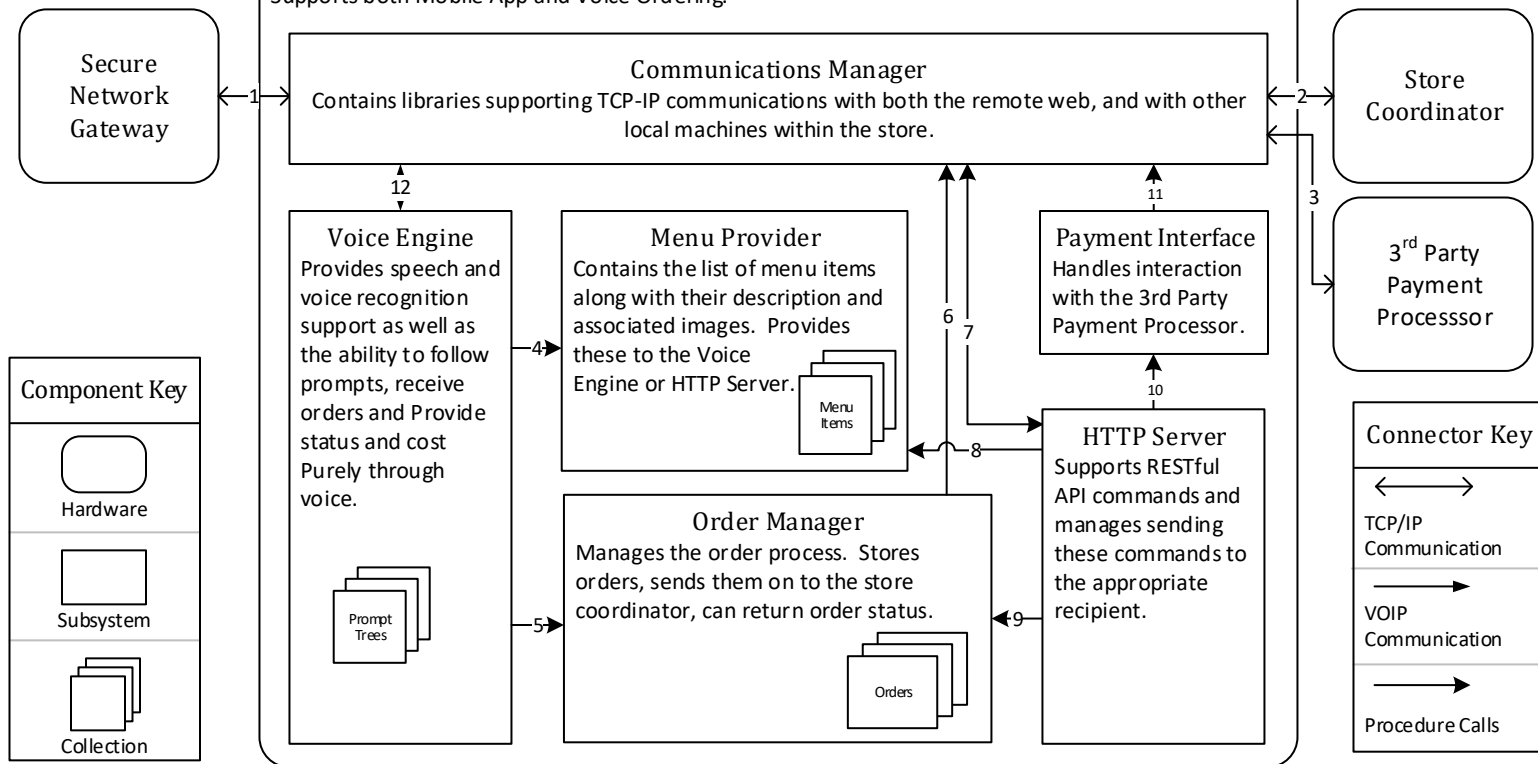 Supports both Mobile App and Voice Ordering.
Secure
Network
Gateway
1
Communications Manager
Contains libraries supporting TCP-IP communications with both the remote web, and with other
local machines within the store.
2
Store
Coordinator
3
3rd Party
Payment
Processsor
12
6
7
11
Voice Engine
Provides speech and
voice recognition
support as well as
the ability to follow
prompts, receive
orders and Provide
status and cost
Purely through
voice.
Prompt
Trees
4
5
Menu Provider
Contains the list of menu items
along with their description and
associated images. Provides
these to the Voice
Engine or HTTP Server.
Menu
Items
8
Payment Interface
Handles interaction
with the 3rd Party
Payment Processor.
10
Order Manager
Manages the order process. Stores
orders, sends them on to the store
coordinator, can return order status.
Orders
9
HTTP Server
Supports RESTful
API commands and
manages sending
these commands to
the appropriate
recipient.
Component Key
Hardware
Subsystem
Collection
Connector Key
TCP/IP
Communication
VOIP
Communication
Procedure Calls